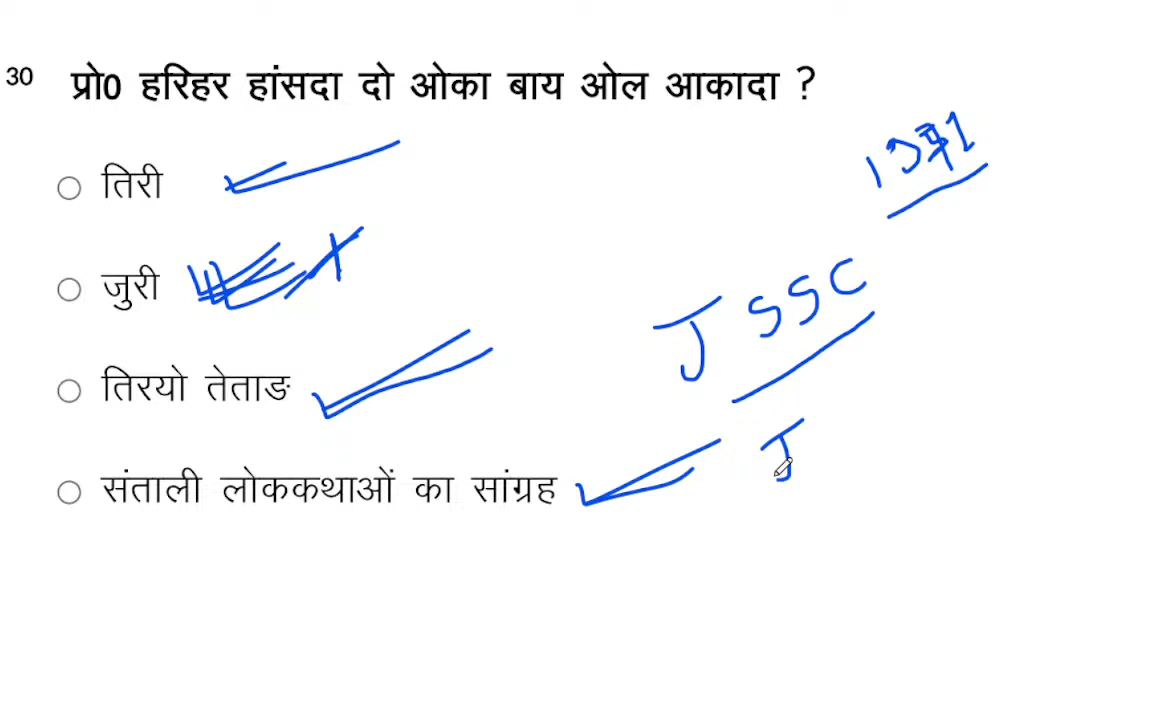 30 प्रो0 हरिहर हांसदा दो ओका बाय ओल आकादा ?
तिरी
जुरी
तिरयो तेताङ
संताली लोककथाओं का सांग्रह
JSSC
J